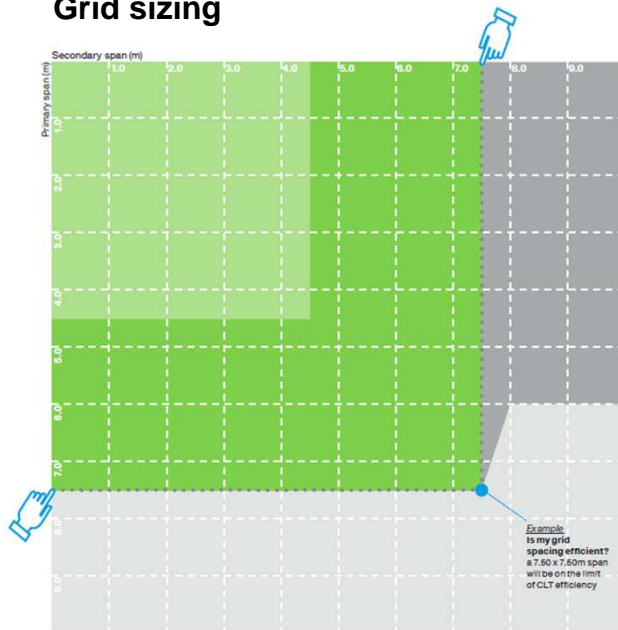 Grid sizing
Secondary span (m)
1.0 2.0 3.0 4.0 5.0 6.0 7.0 8.0 9.0
Primary span (m)
1.0
2.0
3.0
4.0
5.0
6.0
7.0
8.0
9.0
Example
Is my grid
spacing efficient?
a 7.50 x 7.50m span
will be on the limit
of CLT efficiency